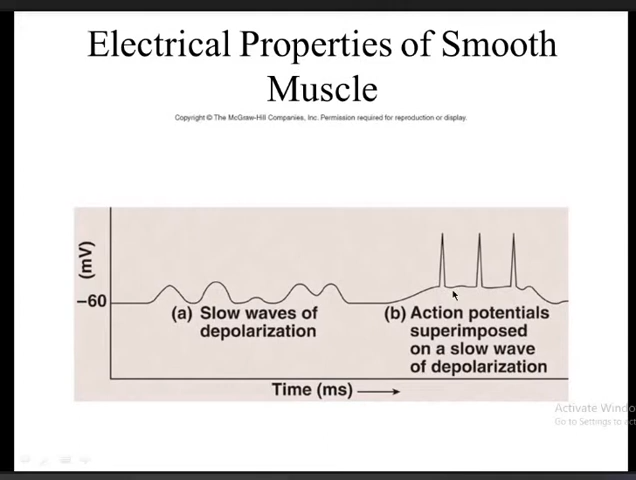 Electrical Properties of Smooth
Muscle
Copyright © The McGraw-Hill Companies, Inc. Permission required for reproduction or display.
(mV)
–60
(a) Slow waves of
depolarization
(b) Action potentials
superimposed
on a slow wave
of depolarization
Time (ms)
Activate Windo
Go to Settings to act